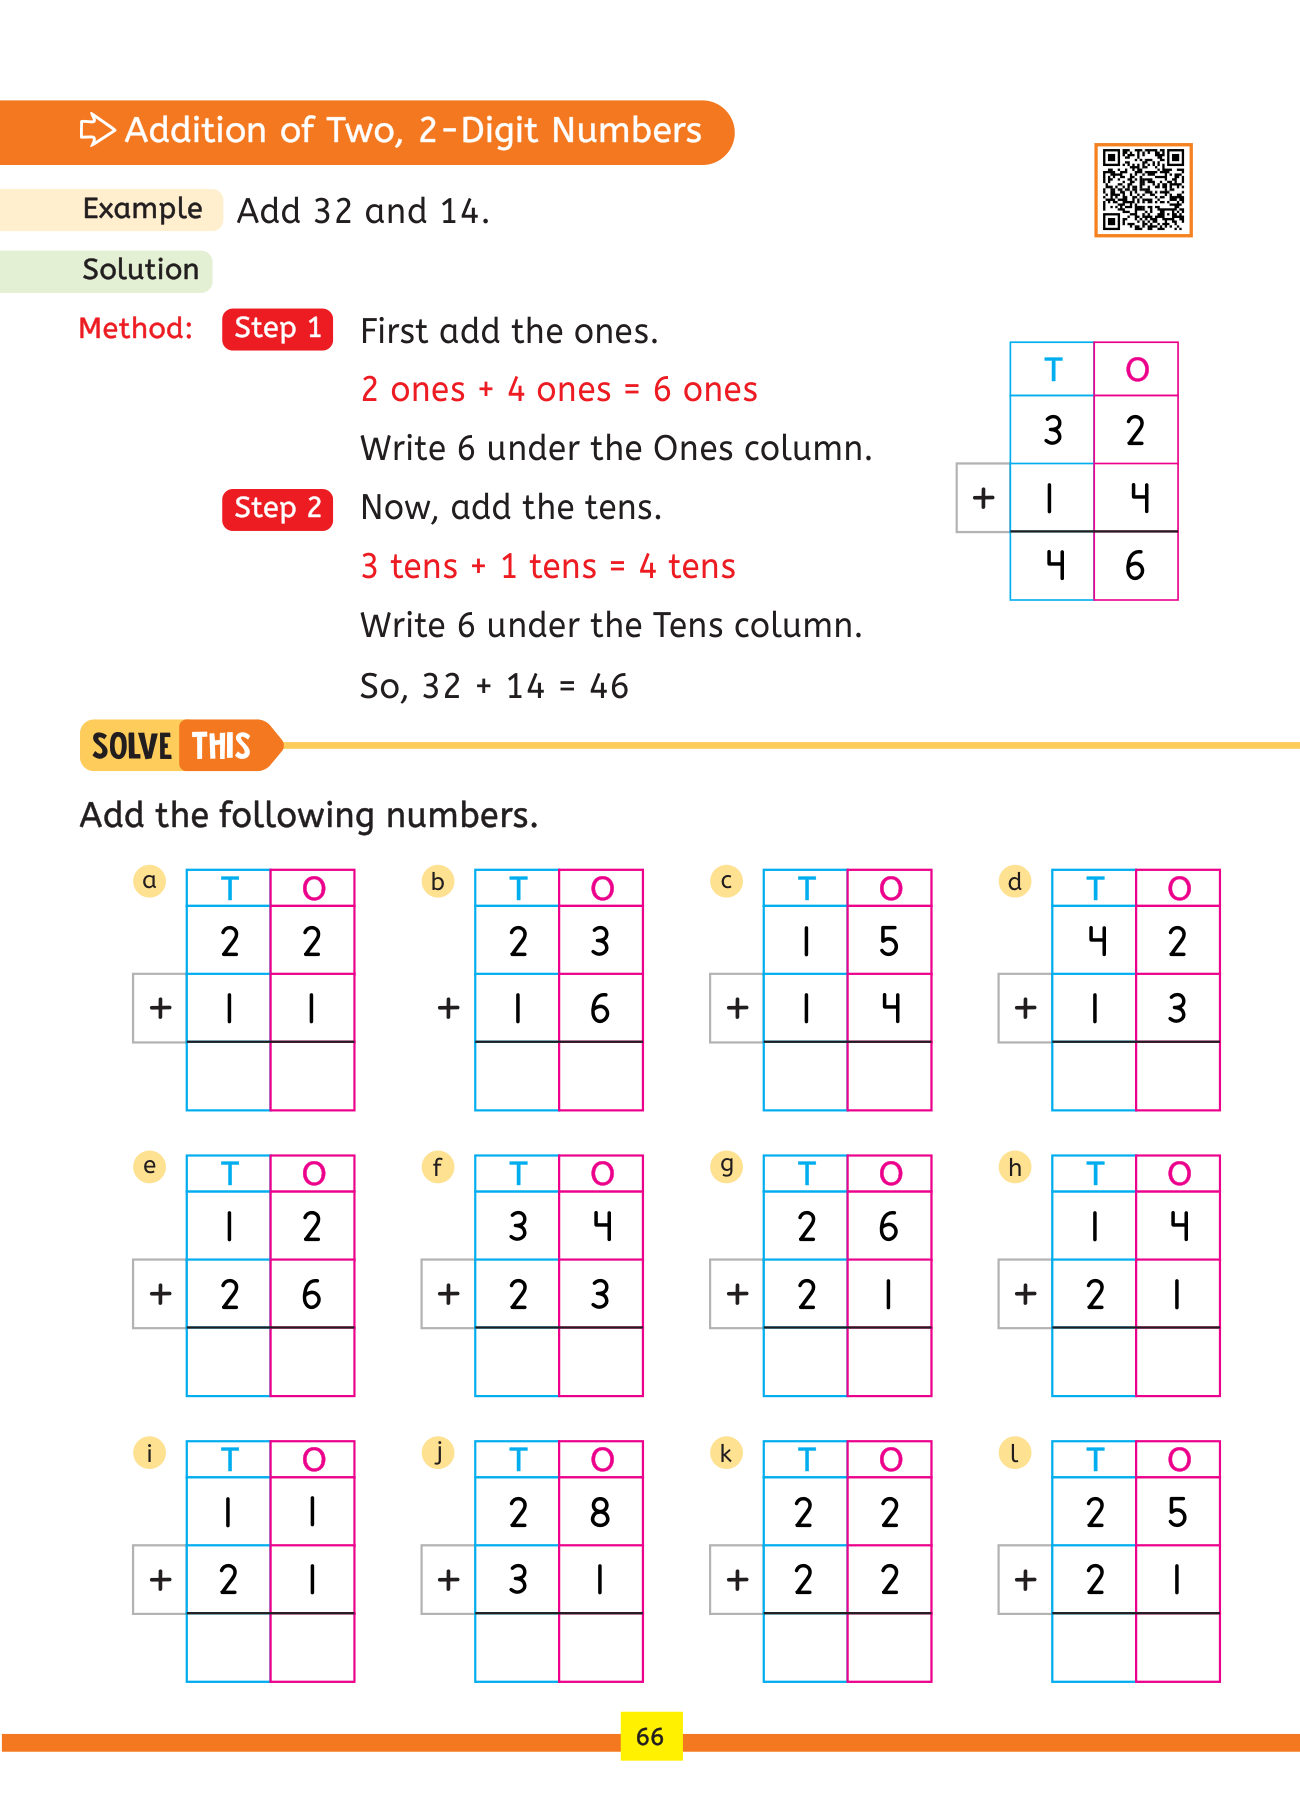 Addition of Two, 2-Digit Numbers
Example Add 32 and 14.
Solution
Method: Step 1 First add the ones.
2 ones + 4 ones = 6 ones
Write 6 under the Ones column.
Step 2 Now, add the tens.
3 tens + 1 tens = 4 tens
Write 6 under the Tens column.
So, 32 + 14 = 46
T O
3 2
+ 1 4
4 6
SOLVE THIS
Add the following numbers.
a T O
2 2
+ 1 1
b T O
2 3
+ 1 6
c T O
1 5
+ 1 4
d T O
4 2
+ 1 3
e T O
1 2
+ 2 6
f T O
3 4
+ 2 3
g T O
2 6
+ 2 1
h T O
1 4
+ 2 1
i T O
1 1
+ 2 1
j T O
2 8
+ 3 1
k T O
2 2
+ 2 2
l T O
2 5
+ 2 1
66